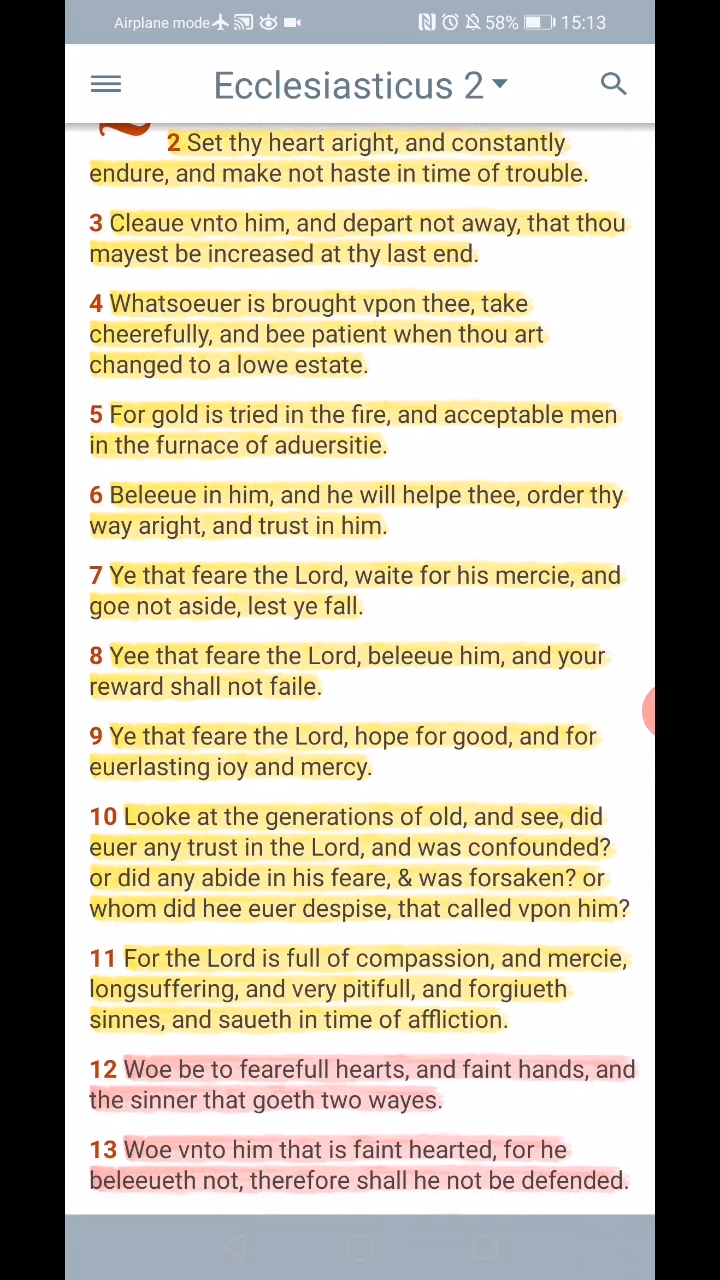 Airplane mode 58% 15:13
Ecclesiasticus 2
2 Set thy heart aright, and constantly
endure, and make not haste in time of trouble.
3 Cleaue vnto him, and depart not away, that thou
mayest be increased at thy last end.
4 Whatsoeuer is brought vpon thee, take
cheerefully, and bee patient when thou art
changed to a lowe estate.
5 For gold is tried in the fire, and acceptable men
in the furnace of aduersitie.
6 Beleeue in him, and he will helpe thee, order thy
way aright, and trust in him.
7 Ye that feare the Lord, waite for his mercie, and
goe not aside, lest ye fall.
8 Yee that feare the Lord, beleeue him, and your
reward shall not faile.
9 Ye that feare the Lord, hope for good, and for
euerlasting ioy and mercy.
10 Looke at the generations of old, and see, did
euer any trust in the Lord, and was confounded?
or did any abide in his feare, & was forsaken? or
whom did hee euer despise, that called vpon him?
11 For the Lord is full of compassion, and mercie,
longsuffering, and very pitifull, and forgiueth
sinnes, and saueth in time of affliction.
12 Woe be to fearefull hearts, and faint hands, and
the sinner that goeth two wayes.
13 Woe vnto him that is faint hearted, for he
beleeueth not, therefore shall he not be defended.